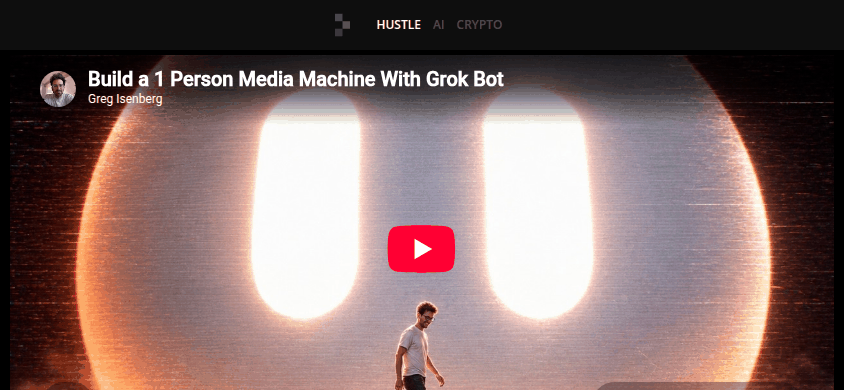 HUSTLE AI CRYPTO
Build a 1 Person Media Machine With Grok Bot
Greg Isenberg